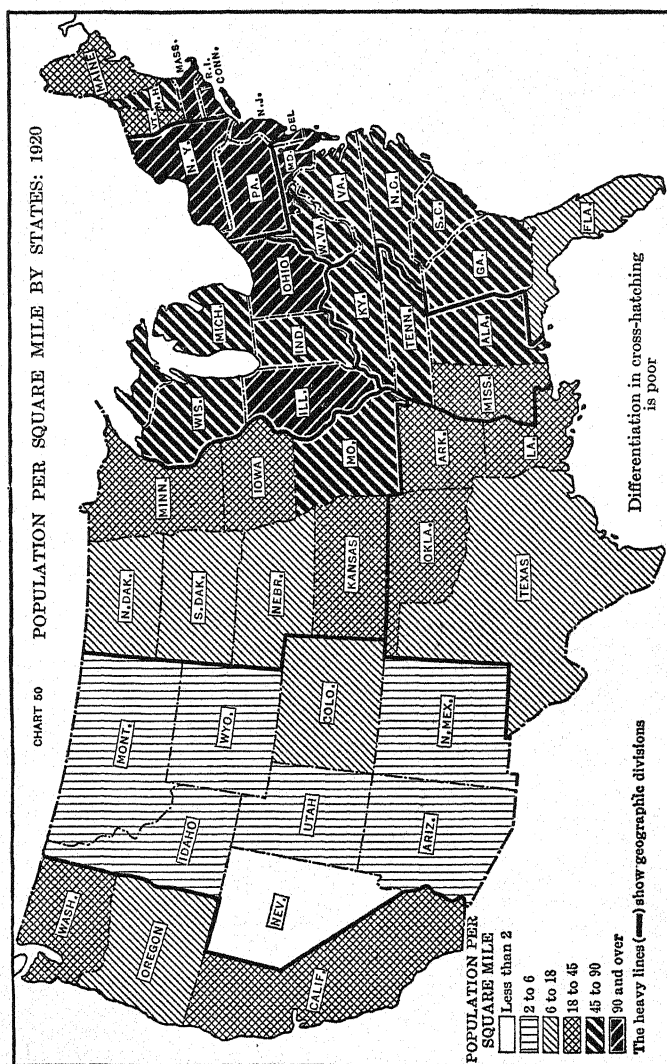 CHART 50
POPULATION PER SQUARE MILE BY STATES: 1920
WASH.
OREGON
CALIF.
NEV.
IDAHO
MONT.
WYO.
UTAH
ARIZ.
COLO.
N. MEX.
N. DAK.
S. DAK.
NEBR.
KANSAS
OKLA.
TEXAS
MINN.
IOWA
MO.
ARK.
LA.
WIS.
ILL.
MICH.
IND.
OHIO
KY.
TENN.
MISS.
ALA.
GA.
FLA.
S.C.
N.C.
VA.
W.VA.
MD.
DEL.
PA.
N.J.
N.Y.
CONN.
R.I.
MASS.
VT.
N.H.
MAINE
POPULATION PER
SQUARE MILE
Less than 2
2 to 6
6 to 18
18 to 45
45 to 90
90 and over
The heavy lines (━) show geographic divisions
Differentiation in cross-hatching
is poor